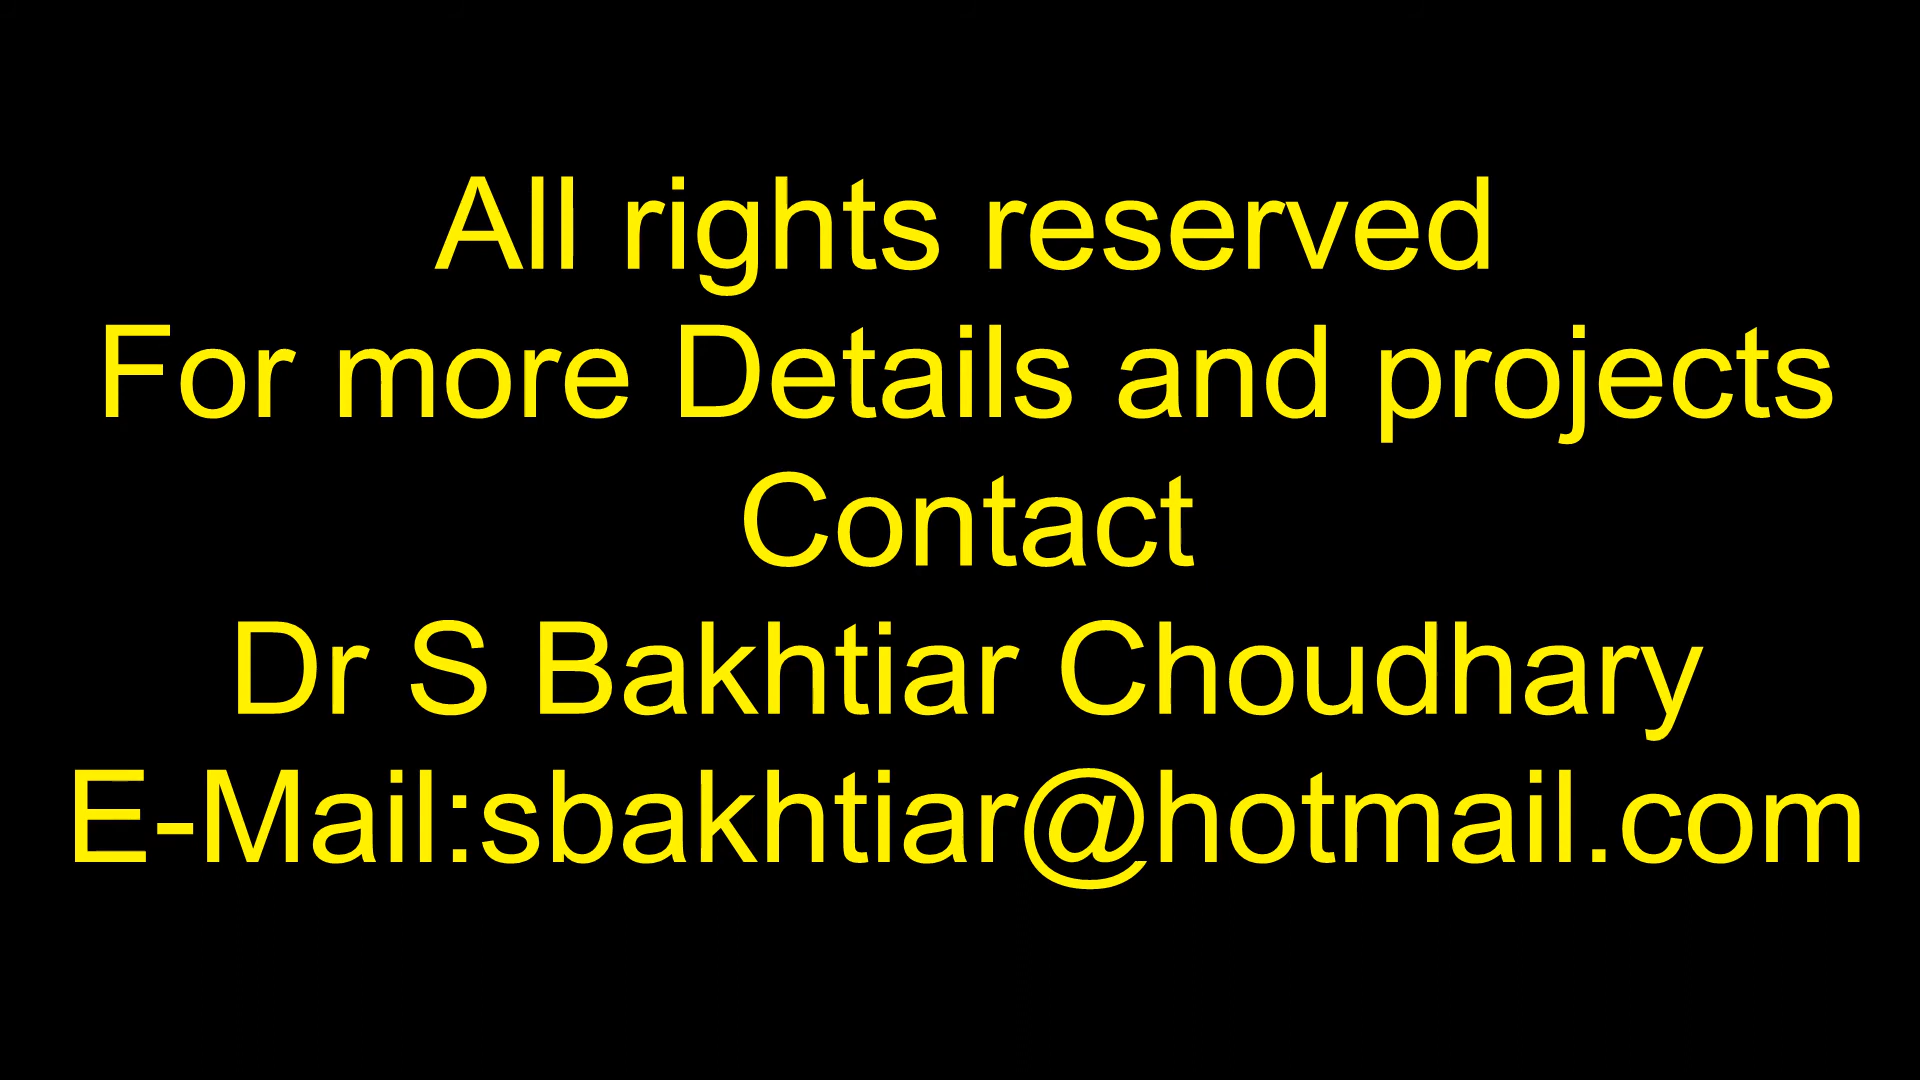 All rights reserved
For more Details and projects
Contact
Dr S Bakhtiar Choudhary
E-Mail:sbakhtiar@hotmail.com